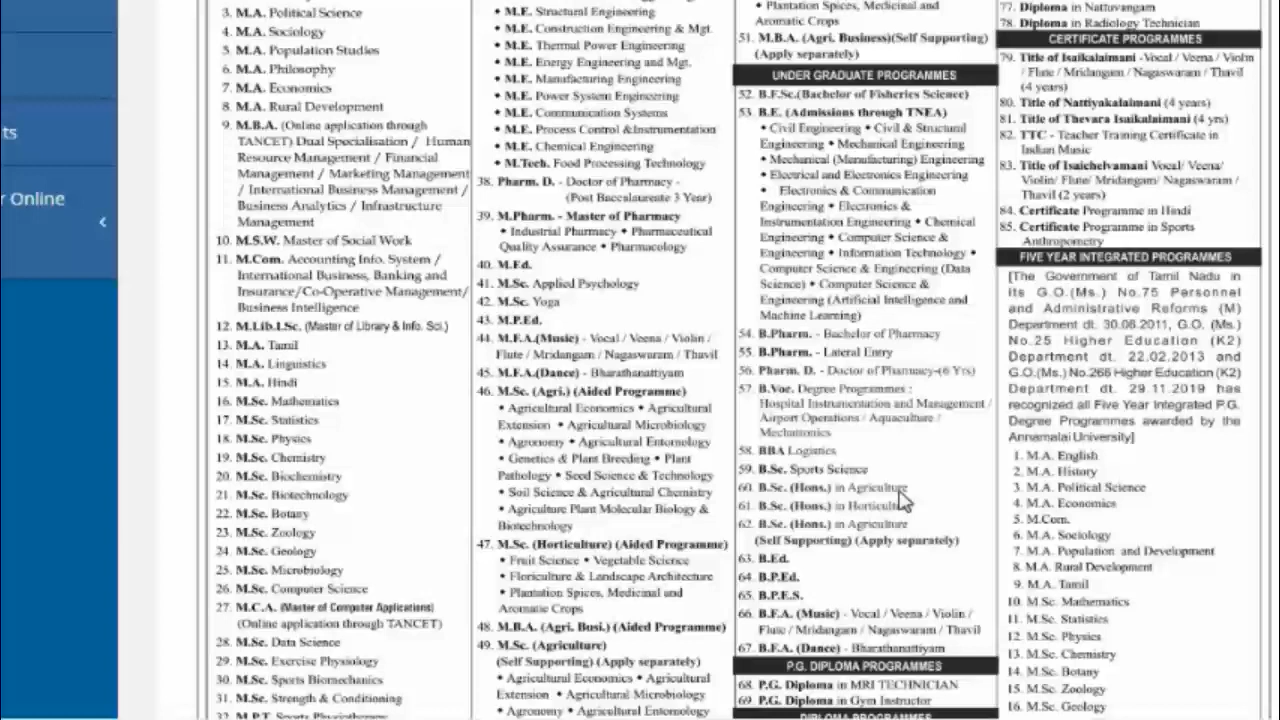 ts
r Online
3. M.A. Political Science
4. M.A. Sociology
5. M.A. Population Studies
6. M.A. Philosophy
7. M.A. Economics
8. M.A. Rural Development
9. M.B.A. (Online application through
TANCET) Dual Specialisation / Human
Resource Management / Financial
Management / Marketing Management
/ International Business Management /
Business Analytics / Infrastructure
Management
10. M.S.W. Master of Social Work
11. M.Com. Accounting Info. System /
International Business, Banking and
Insurance/Co-Operative Management/
Business Intelligence
12. M.Lib.I.Sc. (Master of Library & Info. Sci.)
13. M.A. Tamil
14. M.A. Linguistics
15. M.A. Hindi
16. M.Sc. Mathematics
17. M.Sc. Statistics
18. M.Sc. Physics
19. M.Sc. Chemistry
20. M.Sc. Biochemistry
21. M.Sc. Biotechnology
22. M.Sc. Botany
23. M.Sc. Zoology
24. M.Sc. Geology
25. M.Sc. Microbiology
26. M.Sc. Computer Science
27. M.C.A. (Master of Computer Applications)
(Online application through TANCET)
28. M.Sc. Data Science
29. M.Sc. Exercise Physiology
30. M.Sc. Sports Biomechanics
31. M.Sc. Strength & Conditioning
32. M.P.T. Sports Physiotherapy
• M.E. Structural Engineering
• M.E. Construction Engineering & Mgt.
• M.E. Thermal Power Engineering
• M.E. Energy Engineering and Mgt.
• M.E. Manufacturing Engineering
• M.E. Power System Engineering
• M.E. Communication Systems
• M.E. Process Control &Instrumentation
• M.E. Chemical Engineering
• M.Tech. Food Processing Technology
38. Pharm. D. - Doctor of Pharmacy -
(Post Baccalaureate 3 Year)
39. M.Pharm. - Master of Pharmacy
• Industrial Pharmacy • Pharmaceutical
Quality Assurance • Pharmacology
40. M.Ed.
41. M.Sc. Applied Psychology
42. M.Sc. Yoga
43. M.P.Ed.
44. M.F.A.(Music) - Vocal / Veena / Violin /
Flute / Mridangam / Nagaswaram / Thavil
45. M.F.A.(Dance) - Bharathanattiyam
46. M.Sc. (Agri.) (Aided Programme)
• Agricultural Economics • Agricultural
Extension • Agricultural Microbiology
• Agronomy • Agricultural Entomology
• Genetics & Plant Breeding • Plant
Pathology • Seed Science & Technology
• Soil Science & Agricultural Chemistry
• Agriculture Plant Molecular Biology &
Biotechnology
47. M.Sc. (Horticulture) (Aided Programme)
• Fruit Science • Vegetable Science
• Floriculture & Landscape Architecture
• Plantation Spices, Medicinal and
Aromatic Crops
48. M.B.A. (Agri. Busi.) (Aided Programme)
49. M.Sc. (Agriculture)
(Self Supporting) (Apply separately)
• Agricultural Economics • Agricultural
Extension • Agricultural Microbiology
• Agronomy • Agricultural Entomology
• Plantation Spices, Medicinal and
Aromatic Crops
51. M.B.A. (Agri. Business)(Self Supporting)
(Apply separately)
UNDER GRADUATE PROGRAMMES
52. B.F.Sc.(Bachelor of Fisheries Science)
53. B.E. (Admissions through TNEA)
• Civil Engineering • Civil & Structural
Engineering • Mechanical Engineering
• Mechanical (Manufacturing) Engineering
• Electrical and Electronics Engineering
• Electronics & Communication
Engineering • Electronics &
Instrumentation Engineering • Chemical
Engineering • Computer Science &
Engineering • Information Technology •
Computer Science & Engineering (Data
Science) • Computer Science &
Engineering (Artificial Intelligence and
Machine Learning)
54. B.Pharm. - Bachelor of Pharmacy
55. B.Pharm. - Lateral Entry
56. Pharm. D. - Doctor of Pharmacy-(6 Yrs)
57. B.Voc. Degree Programmes :
Hospital Instrumentation and Management /
Airport Operations / Aquaculture /
Mechatronics
58. BBA Logistics
59. B.Sc. Sports Science
60. B.Sc. (Hons.) in Agriculture
61. B.Sc. (Hons.) in Horticulture
62. B.Sc. (Hons.) in Agriculture
(Self Supporting) (Apply separately)
63. B.Ed.
64. B.P.Ed.
65. B.P.E.S.
66. B.F.A. (Music) - Vocal / Veena / Violin /
Flute / Mridangam / Nagaswaram / Thavil
67. B.F.A. (Dance) - Bharathanattiyam
P.G. DIPLOMA PROGRAMMES
68. P.G. Diploma in MRI TECHNICIAN
69. P.G. Diploma in Gym Instructor
DIPLOMA PROGRAMMES
77. Diploma in Nattuvangam
78. Diploma in Radiology Technician
CERTIFICATE PROGRAMMES
79. Title of Isaikalaimani -Vocal / Veena / Violin
/ Flute / Mridangam / Nagaswaram / Thavil
(4 years)
80. Title of Nattiyakalaimani (4 years)
81. Title of Thevara Isaikalaimani (4 yrs)
82. TTC - Teacher Training Certificate in
Indian Music
83. Title of Isaichelvamani Vocal/ Veena/
Violin/ Flute/ Mridangam/ Nagaswaram /
Thavil (2 years)
84. Certificate Programme in Hindi
85. Certificate Programme in Sports
Anthropometry
FIVE YEAR INTEGRATED PROGRAMMES
[The Government of Tamil Nadu in
its G.O.(Ms.) No.75 Personnel
and Administrative Reforms (M)
Department dt. 30.06.2011, G.O. (Ms.)
No.25 Higher Education (K2)
Department dt. 22.02.2013 and
G.O.(Ms.) No.266 Higher Education (K2)
Department dt. 29.11.2019 has
recognized all Five Year Integrated P.G.
Degree Programmes awarded by the
Annamalai University]
1. M.A. English
2. M.A. History
3. M.A. Political Science
4. M.A. Economics
5. M.Com.
6. M.A. Sociology
7. M.A. Population and Development
8. M.A. Rural Development
9. M.A. Tamil
10. M.Sc. Mathematics
11. M.Sc. Statistics
12. M.Sc. Physics
13. M.Sc. Chemistry
14. M.Sc. Botany
15. M.Sc. Zoology
16. M.Sc. Geology